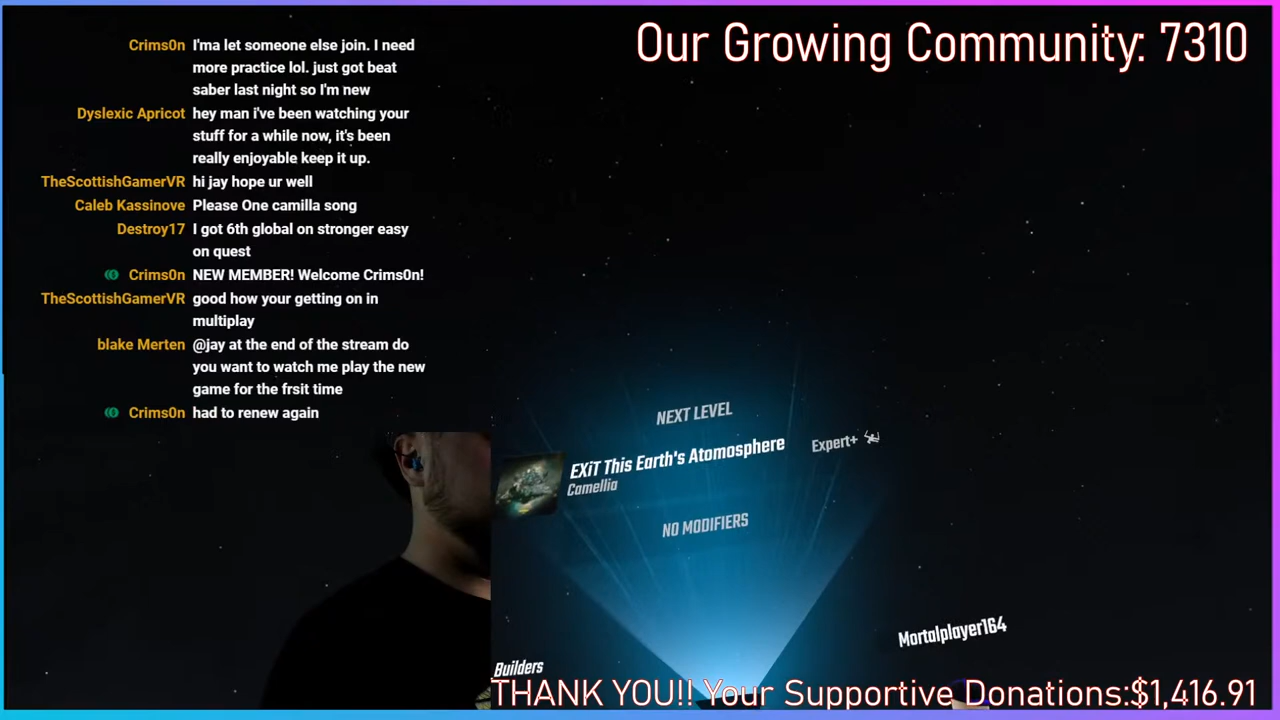 Our Growing Community: 7310
Crims0n I'ma let someone else join. I need
more practice lol. just got beat
saber last night so I'm new
Dyslexic Apricot hey man i've been watching your
stuff for a while now, it's been
really enjoyable keep it up.
TheScottishGamerVR hi jay hope ur well
Caleb Kassinove Please One camilla song
Destroy17 I got 6th global on stronger easy
on quest
Crims0n NEW MEMBER! Welcome Crims0n!
TheScottishGamerVR good how your getting on in
multiplay
blake Merten @jay at the end of the stream do
you want to watch me play the new
game for the frsit time
Crims0n had to renew again
NEXT LEVEL
EXiT This Earth's Atomosphere Expert+
Camellia
NO MODIFIERS
Mortalplayer164
Builders
THANK YOU!! Your Supportive Donations:$1,416.91